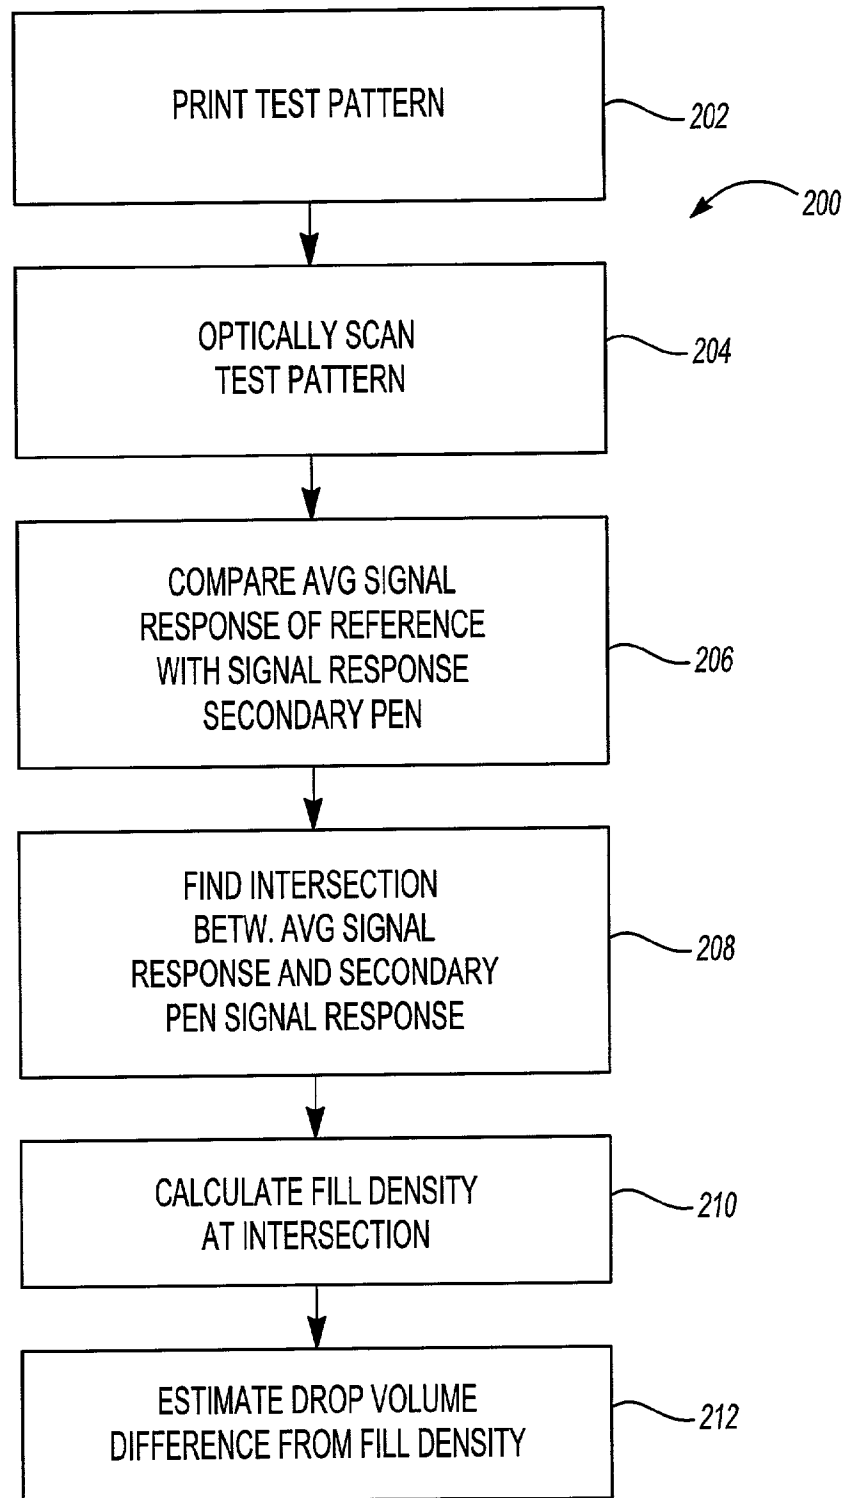 PRINT TEST PATTERN
202
200
OPTICALLY SCAN
TEST PATTERN
204
COMPARE AVG SIGNAL
RESPONSE OF REFERENCE
WITH SIGNAL RESPONSE
SECONDARY PEN
206
FIND INTERSECTION
BETW. AVG SIGNAL
RESPONSE AND SECONDARY
PEN SIGNAL RESPONSE
208
CALCULATE FILL DENSITY
AT INTERSECTION
210
ESTIMATE DROP VOLUME
DIFFERENCE FROM FILL DENSITY
212